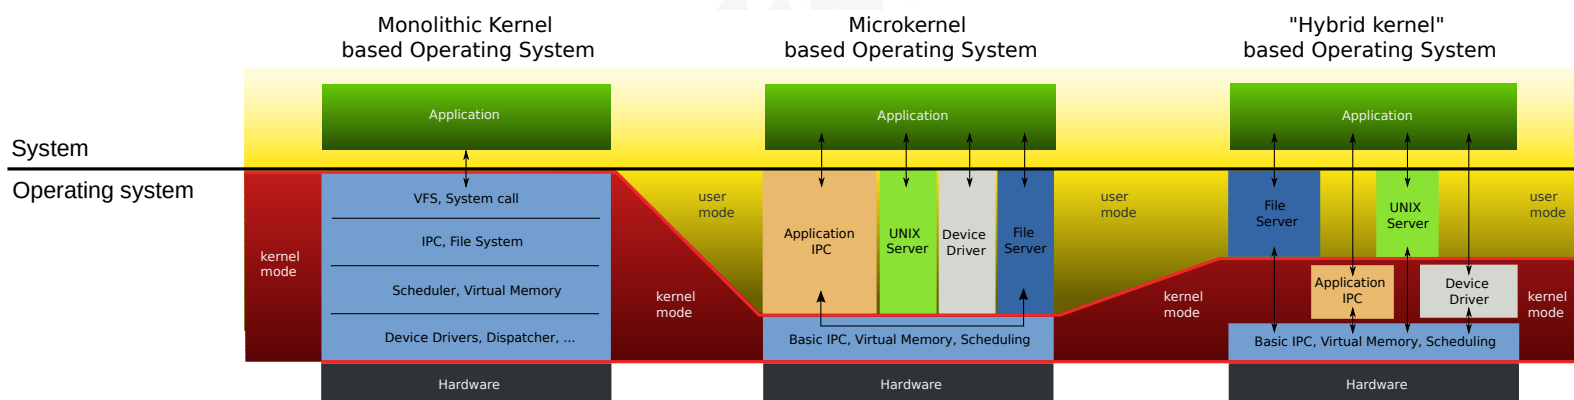 Monolithic Kernel
based Operating System
Microkernel
based Operating System
"Hybrid kernel"
based Operating System
Application
Application
Application
System
Operating system
kernel
mode
VFS, System call
IPC, File System
Scheduler, Virtual Memory
Device Drivers, Dispatcher, ...
Hardware
user
mode
kernel
mode
Application
IPC
UNIX
Server
Device
Driver
File
Server
Basic IPC, Virtual Memory, Scheduling
Hardware
user
mode
kernel
mode
File
Server
UNIX
Server
Application
IPC
Device
Driver
Basic IPC, Virtual Memory, Scheduling
Hardware
user
mode
kernel
mode